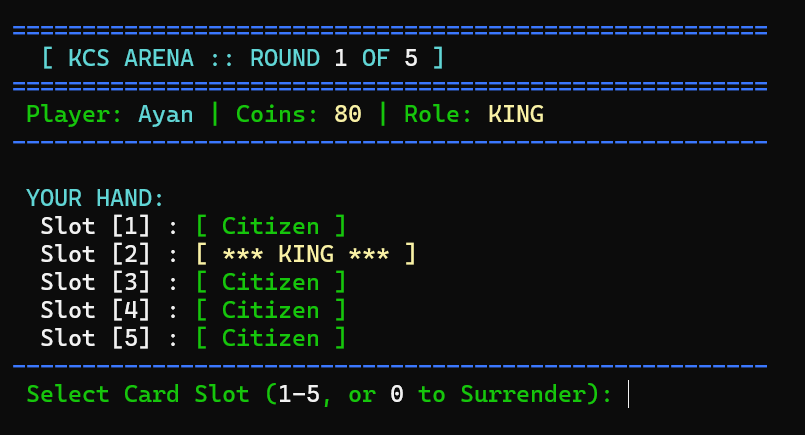 [ KCS ARENA :: ROUND 1 OF 5 ]
Player: Ayan | Coins: 80 | Role: KING
YOUR HAND:
Slot [1] : [ Citizen ]
Slot [2] : [ *** KING *** ]
Slot [3] : [ Citizen ]
Slot [4] : [ Citizen ]
Slot [5] : [ Citizen ]
Select Card Slot (1-5, or 0 to Surrender):